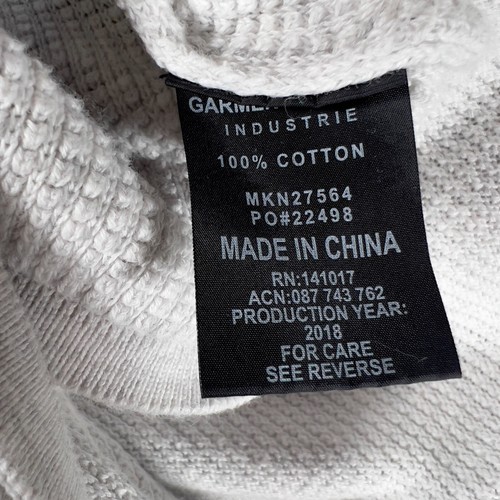 INDUSTRIE
100% COTTON
MKN27564
PO#22498
MADE IN CHINA
RN:141017
ACN:087 743 762
PRODUCTION YEAR:
2018
FOR CARE
SEE REVERSE